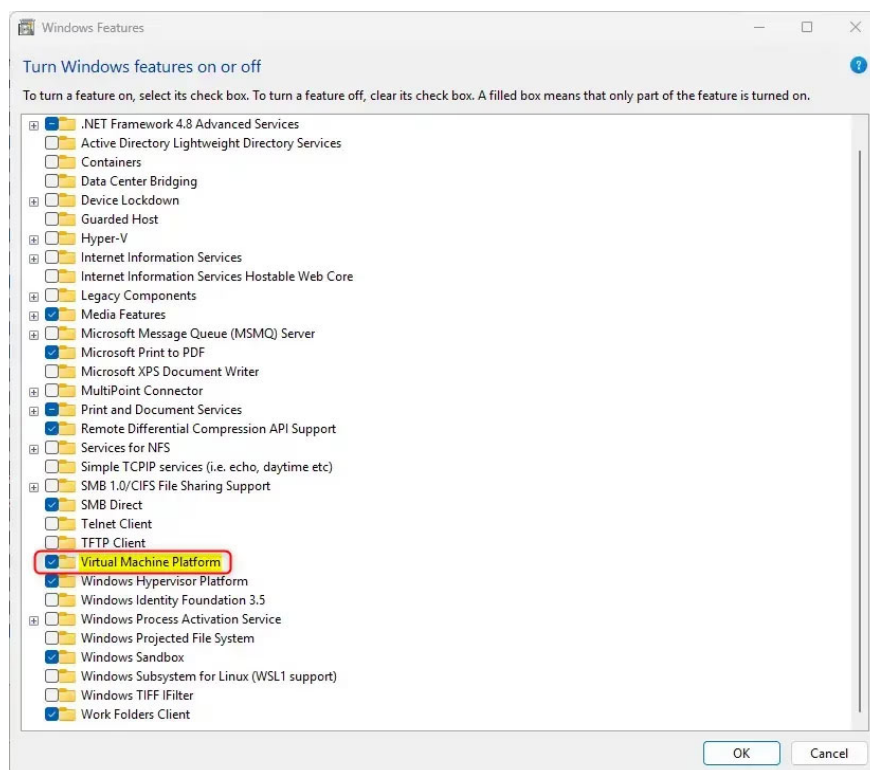 Windows Features
Turn Windows features on or off
To turn a feature on, select its check box. To turn a feature off, clear its check box. A filled box means that only part of the feature is turned on.
.NET Framework 4.8 Advanced Services
Active Directory Lightweight Directory Services
Containers
Data Center Bridging
Device Lockdown
Guarded Host
Hyper-V
Internet Information Services
Internet Information Services Hostable Web Core
Legacy Components
Media Features
Microsoft Message Queue (MSMQ) Server
Microsoft Print to PDF
Microsoft XPS Document Writer
MultiPoint Connector
Print and Document Services
Remote Differential Compression API Support
Services for NFS
Simple TCPIP services (i.e. echo, daytime etc)
SMB 1.0/CIFS File Sharing Support
SMB Direct
Telnet Client
TFTP Client
Virtual Machine Platform
Windows Hypervisor Platform
Windows Identity Foundation 3.5
Windows Process Activation Service
Windows Projected File System
Windows Sandbox
Windows Subsystem for Linux (WSL1 support)
Windows TIFF IFilter
Work Folders Client
OK Cancel